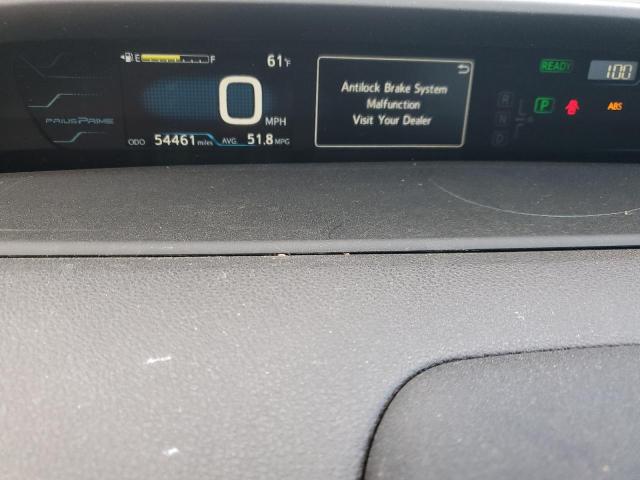 E F 61°F
0 MPH
PRIUS PRIME
ODO 54461 miles AVG. 51.8 MPG
Antilock Brake System
Malfunction
Visit Your Dealer
READY 100
R
N
D
P ABS